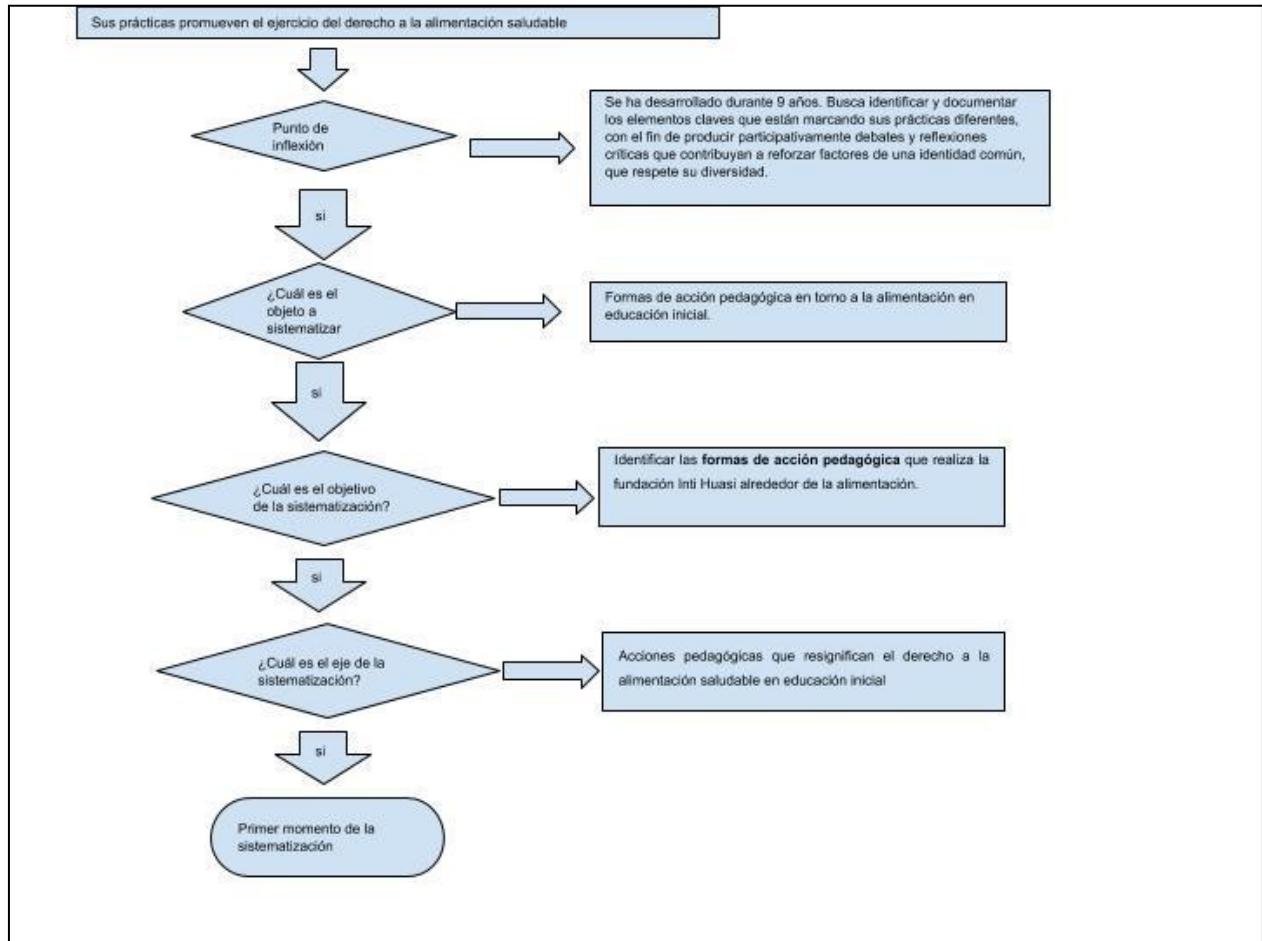 Sus prácticas promueven el ejercicio del derecho a la alimentación saludable
Punto de
inflexión
Se ha desarrollado durante 9 años. Busca identificar y documentar
los elementos claves que están marcando sus prácticas diferentes,
con el fin de producir participativamente debates y reflexiones
críticas que contribuyan a reforzar factores de una identidad común,
que respete su diversidad.
si
¿Cuál es el
objeto a
sistematizar
Formas de acción pedagógica en torno a la alimentación en
educación inicial.
si
¿Cuál es el objetivo
de la sistematización?
Identificar las formas de acción pedagógica que realiza la
fundación Inti Huasi alrededor de la alimentación.
si
¿Cuál es el eje de la
sistematización?
Acciones pedagógicas que resignifican el derecho a la
alimentación saludable en educación inicial
si
Primer momento de la
sistematización